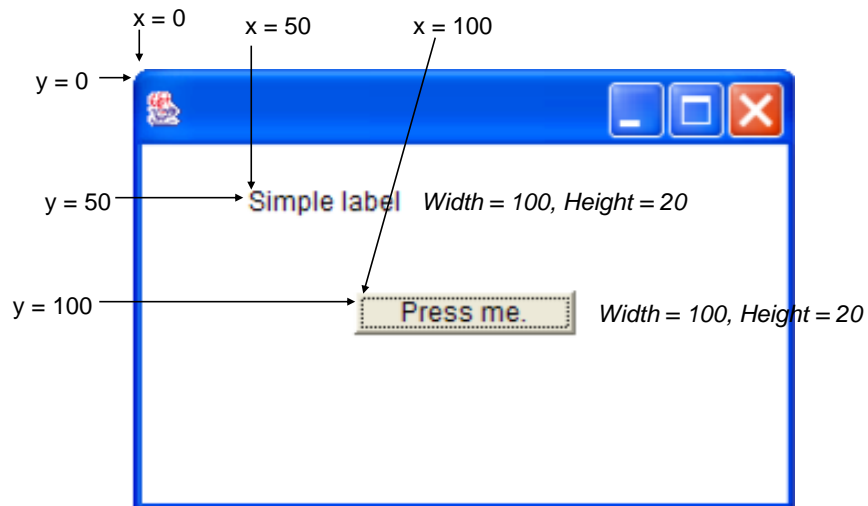 x = 0
x = 50
x = 100
y = 0
y = 50
Simple label
Width = 100, Height = 20
y = 100
Press me.
Width = 100, Height = 20